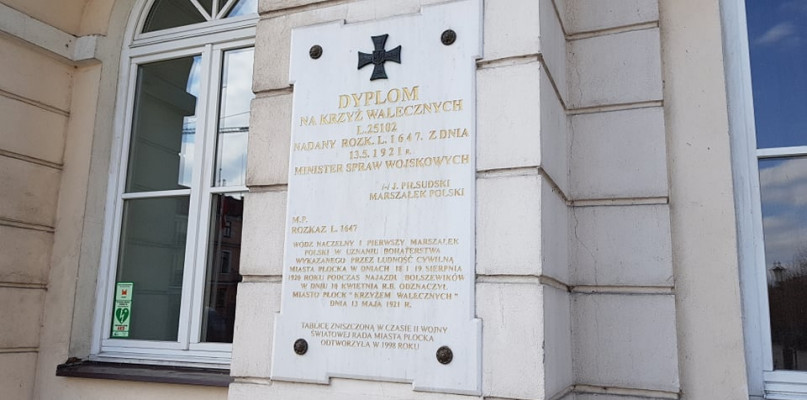 DYPLOM
NA KRZYŻ WALECZNYCH
L.25102
NADANY ROZK. L. 1647. Z DNIA
13.5.1921 R.
MINISTER SPRAW WOJSKOWYCH
/-/ J. PIŁSUDSKI
MARSZAŁEK POLSKI
M.P.
ROZKAZ L. 1647
WÓDZ NACZELNY I PIERWSZY MARSZAŁEK
POLSKI W UZNANIU BOHATERSTWA
WYKAZANEGO PRZEZ LUDNOŚĆ CYWILNĄ
MIASTA PŁOCKA W DNIACH 18 I 19 SIERPNIA
1920 ROKU PODCZAS NAJAZDU BOLSZEWIKÓW
W DNIU 10 KWIETNIA R.B. ODZNACZYŁ
MIASTO PŁOCK "KRZYŻEM WALECZNYCH"
DNIA 13 MAJA 1921 R.
TABLICĘ ZNISZCZONĄ W CZASIE II WOJNY
ŚWIATOWEJ RADA MIASTA PŁOCKA
ODTWORZYŁA W 1998 ROKU
AED